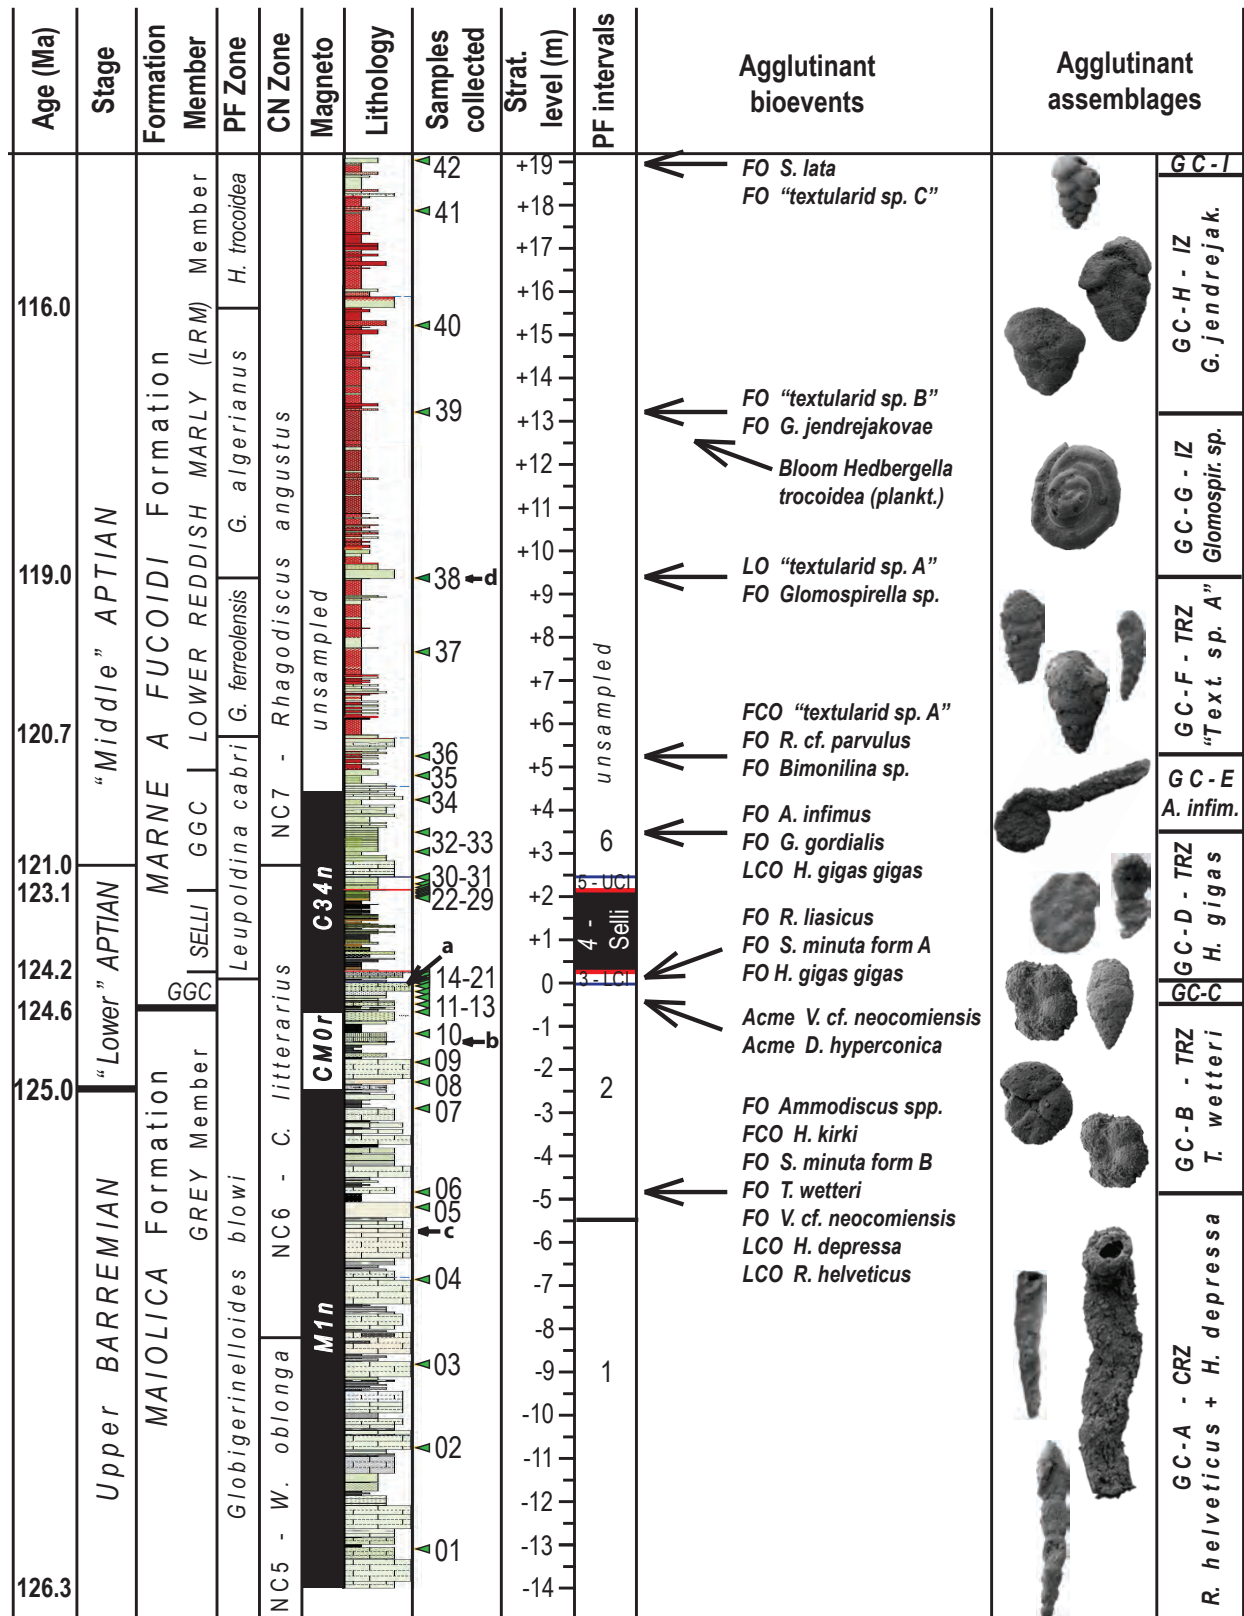 Age (Ma)
Stage
Formation
Member
PF Zone
CN Zone
Magneto
Lithology
Samples
collected
Strat.
level (m)
PF intervals
Agglutinant
bioevents
Agglutinant
assemblages
116.0
119.0
120.7
121.0
123.1
124.2
124.6
125.0
126.3
"Middle" APTIAN
"Lower" APTIAN
Upper BARREMIAN
MARNE A FUCOIDI Formation
MAIOLICA Formation
LOWER REDDISH MARLY (LRM) Member
GGC
SELLI
GGC
GREY Member
H. trocoidea
G. algerianus
G. ferreolensis
Leupoldina cabri
Globigerinelloides blowi
NC7 - Rhagodiscus angustus
NC6 - C. litterarius
NC5 - W. oblonga
unsampled
C34n
CM0r
M1n
42
41
40
39
38
d
37
36
35
34
32-33
30-31
22-29
a
14-21
11-13
10
b
09
08
07
06
05
c
04
03
02
01
+19
+18
+17
+16
+15
+14
+13
+12
+11
+10
+9
+8
+7
+6
+5
+4
+3
+2
+1
0
-1
-2
-3
-4
-5
-6
-7
-8
-9
-10
-11
-12
-13
-14
unsampled
6
5 - UCI
4 -
Selli
3 - LCI
2
1
FO S. lata
FO "textularid sp. C"
FO "textularid sp. B"
FO G. jendrejakovae
Bloom Hedbergella
trocoidea (plankt.)
LO "textularid sp. A"
FO Glomospirella sp.
FCO "textularid sp. A"
FO R. cf. parvulus
FO Bimonilina sp.
FO A. infimus
FO G. gordialis
LCO H. gigas gigas
FO R. liasicus
FO S. minuta form A
FO H. gigas gigas
Acme V. cf. neocomiensis
Acme D. hyperconica
FO Ammodiscus spp.
FCO H. kirki
FO S. minuta form B
FO T. wetteri
FO V. cf. neocomiensis
LCO H. depressa
LCO R. helveticus
GC-I
GC-H - IZ
G. jendrejak.
GC-G - IZ
Glomospir. sp.
GC-F - TRZ
"Text. sp. A"
GC-E
A. infim.
GC-D - TRZ
H. gigas
GC-C
GC-B - TRZ
T. wetteri
GC-A - CRZ
R. helveticus + H. depressa